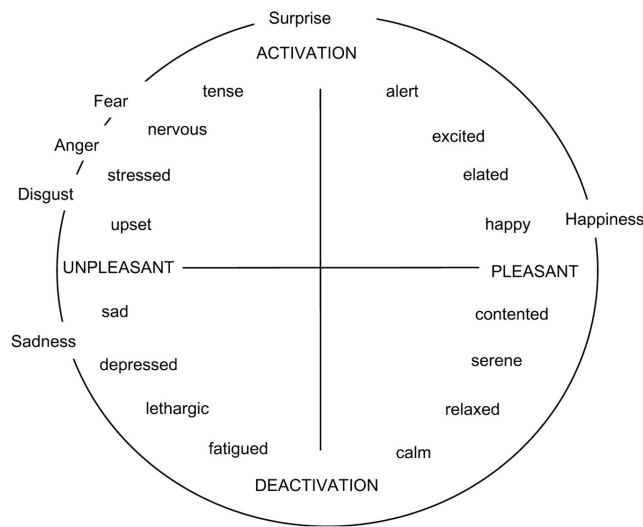 Surprise
ACTIVATION
tense
alert
Fear
nervous
excited
Anger
stressed
elated
Disgust
upset
happy
Happiness
UNPLEASANT
PLEASANT
sad
contented
Sadness
depressed
serene
lethargic
relaxed
fatigued
calm
DEACTIVATION